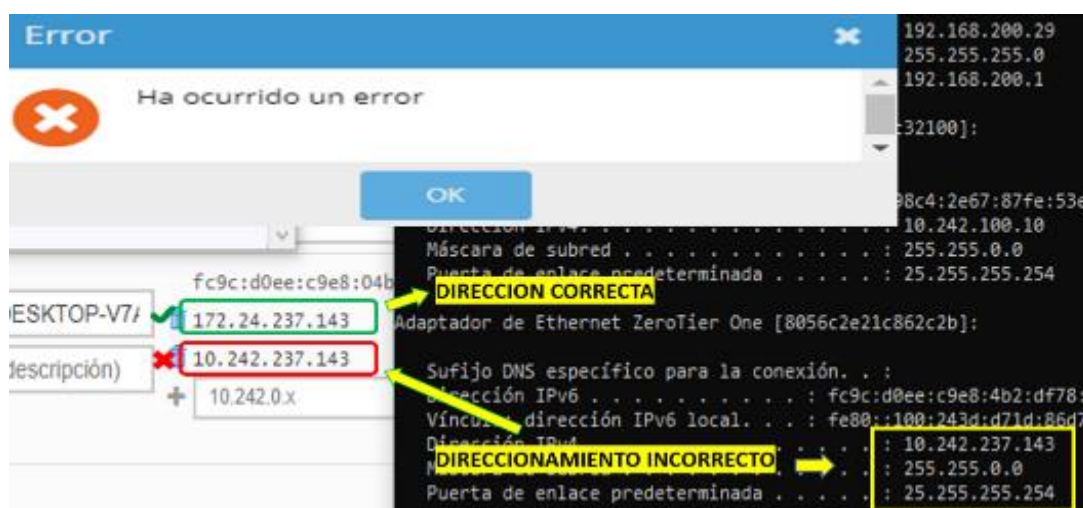 Error
Ha ocurrido un error
OK
fc9c:d0ee:c9e8:04b
DESKTOP-V7
172.24.237.143
descripción)
10.242.237.143
10.242.0.x
192.168.200.29
255.255.255.0
192.168.200.1
:32100]:
98c4:2e67:87fe:53e
Dirección IPv4. . . . . . . . . . . . . . : 10.242.100.10
Máscara de subred . . . . . . . . . . . . : 255.255.0.0
Puerta de enlace predeterminada . . . . . : 25.255.255.254
DIRECCION CORRECTA
Adaptador de Ethernet ZeroTier One [8056c2e21c862c2b]:
Sufijo DNS específico para la conexión. . :
Dirección IPv6 . . . . . . . . . . : fc9c:d0ee:c9e8:4b2:df78:
Vínculo: dirección IPv6 local. . . : fe80::100:243d:d71d:86d7
Dirección IPv4. . . . . : 10.242.237.143
DIRECCIONAMIENTO INCORRECTO
: 255.255.0.0
Puerta de enlace predeterminada . . . . . : 25.255.255.254